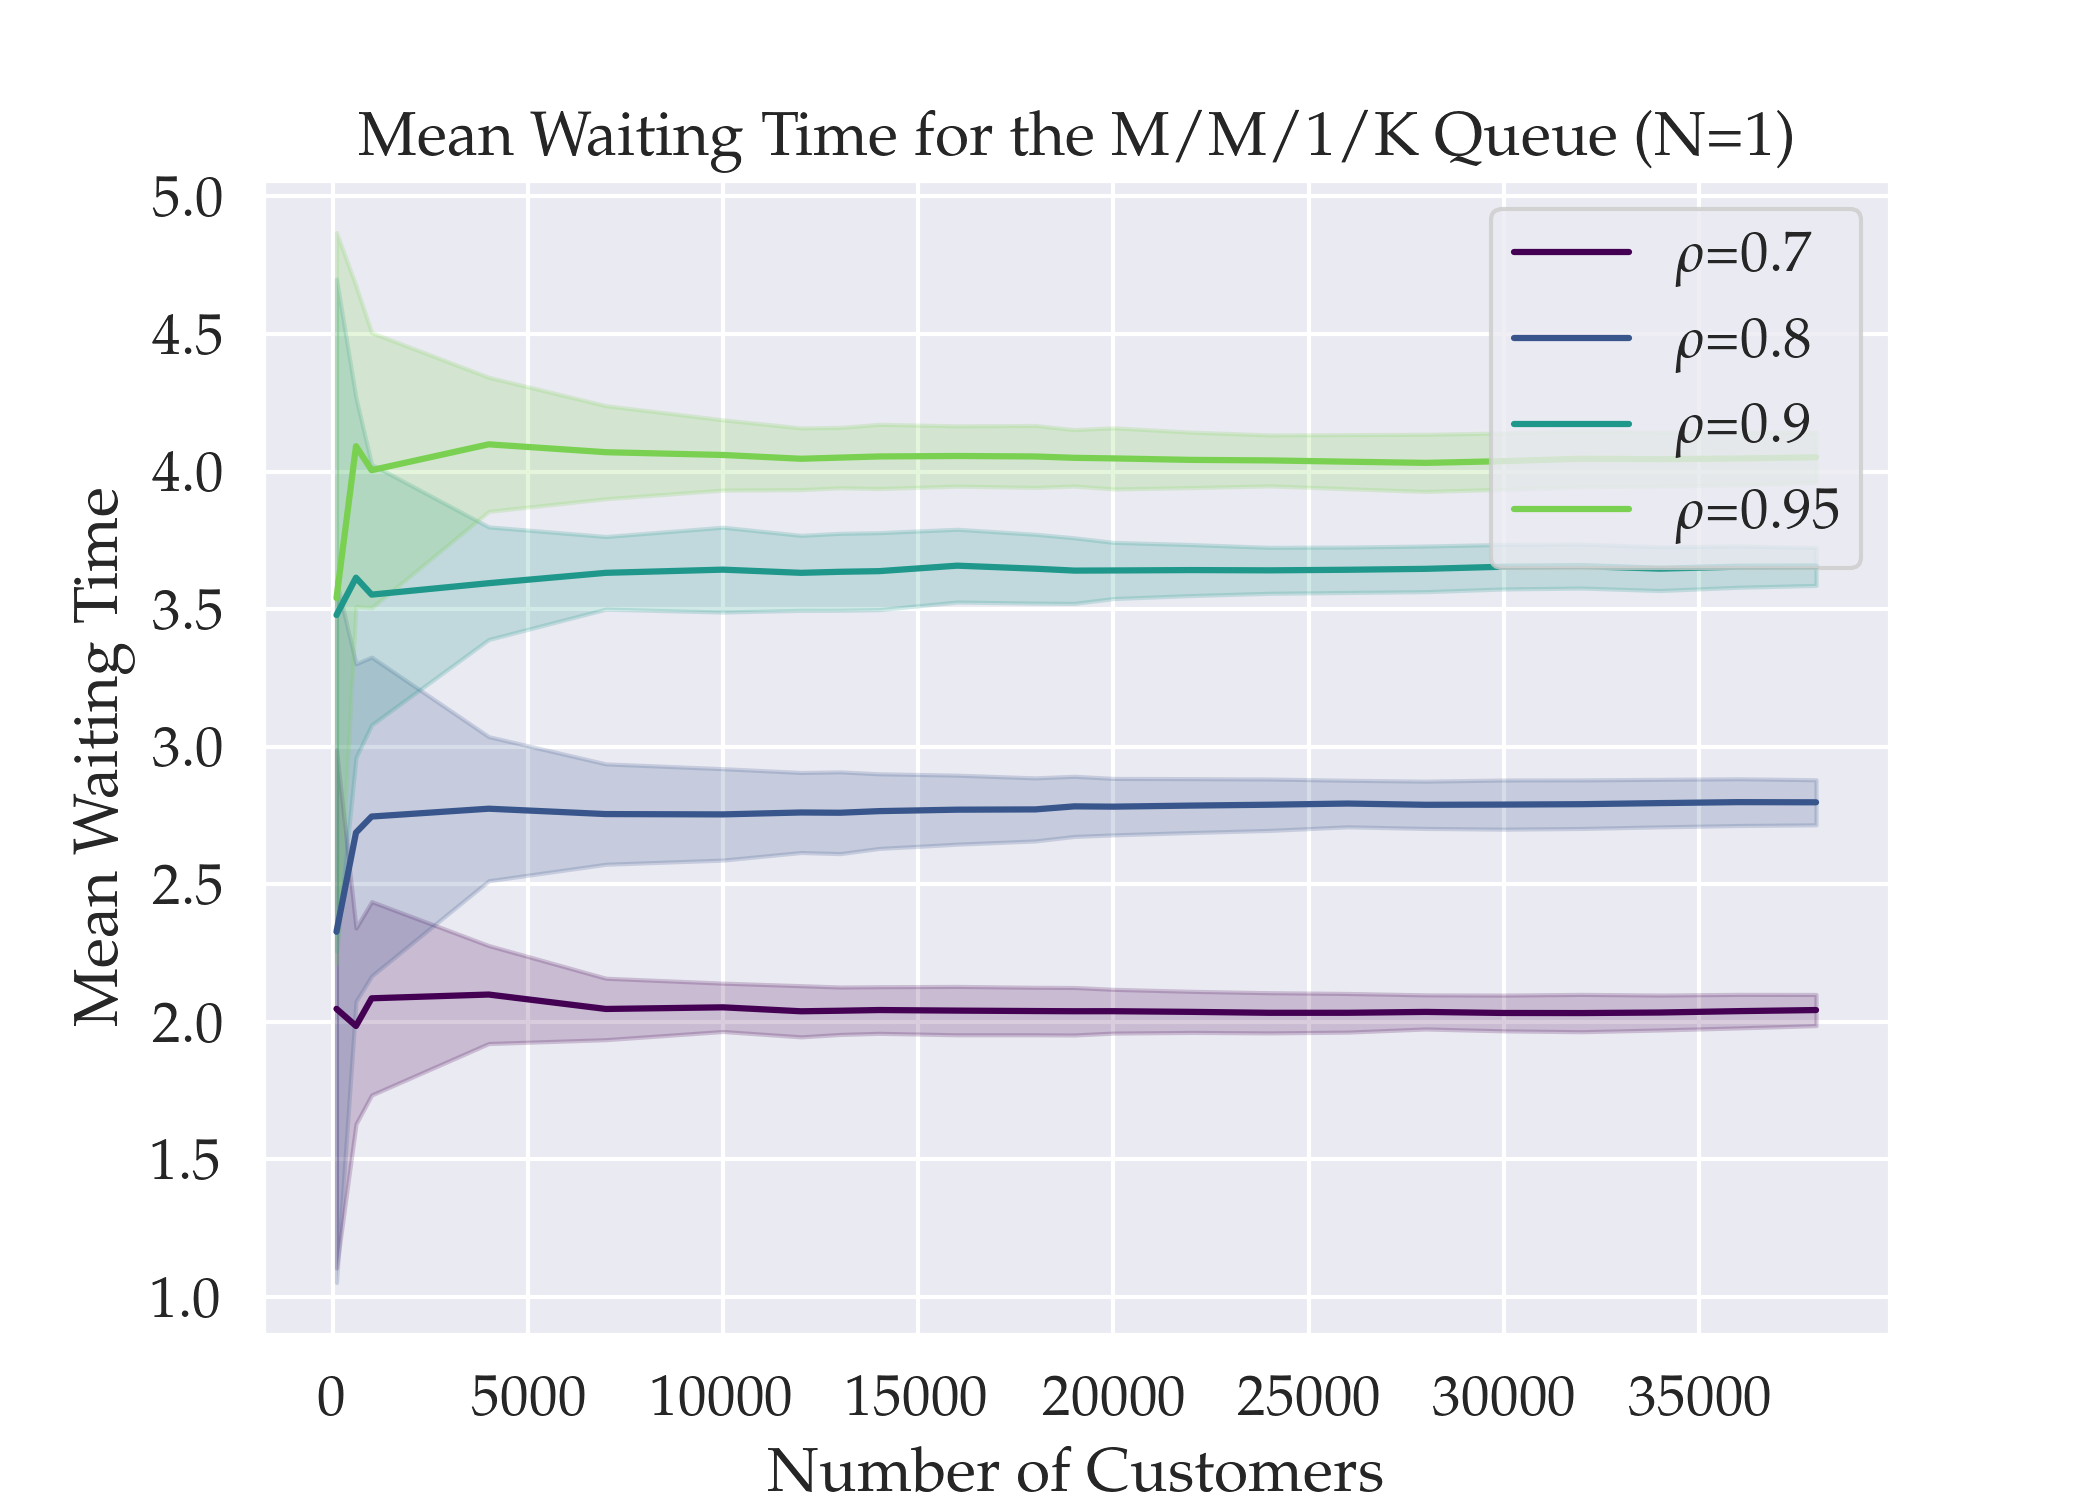 Mean Waiting Time for the M/M/1/K Queue (N=1)
Mean Waiting Time
5.0
4.5
4.0
3.5
3.0
2.5
2.0
1.5
1.0
ρ=0.7
ρ=0.8
ρ=0.9
ρ=0.95
0 5000 10000 15000 20000 25000 30000 35000
Number of Customers